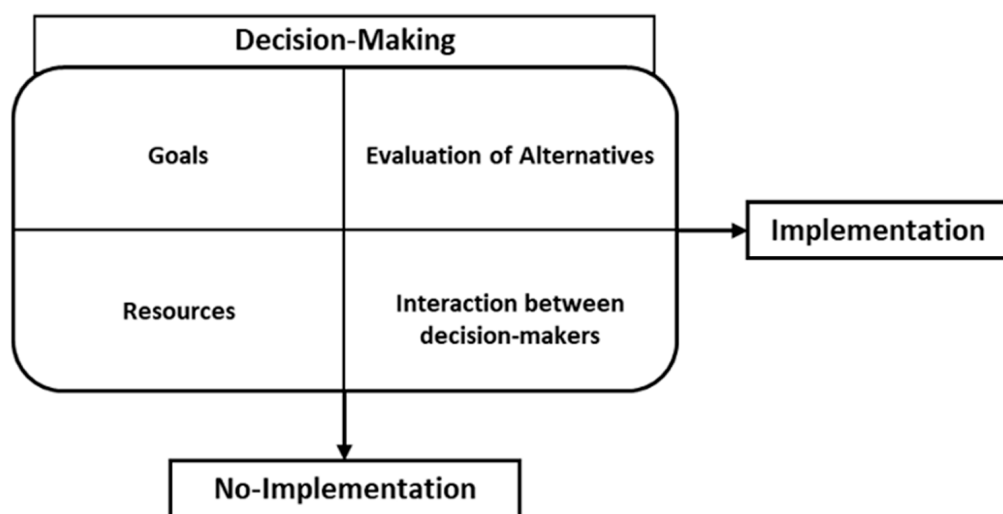 Decision-Making
Goals
Evaluation of Alternatives
Implementation
Resources
Interaction between
decision-makers
No-Implementation